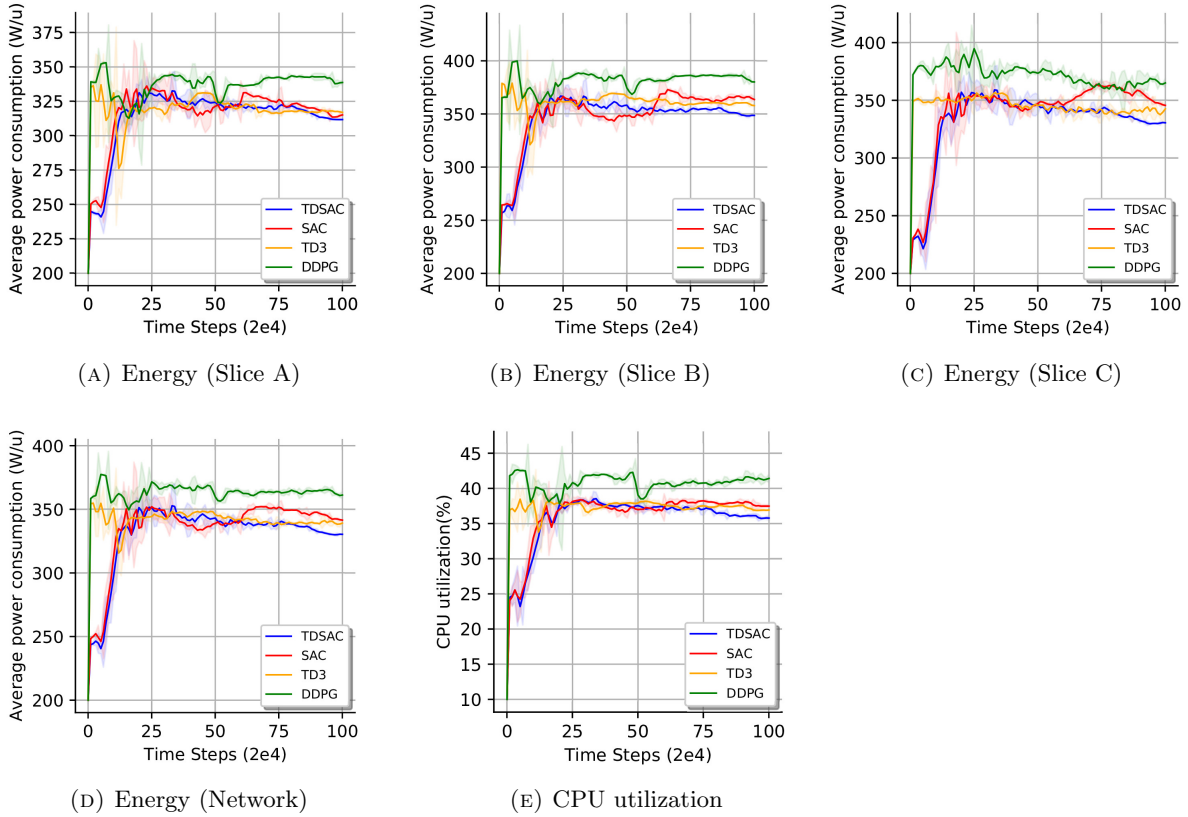 Average power consumption (W/u)
375
350
325
300
275
250
225
200
0 25 50 75 100
Time Steps (2e4)
TDSAC
SAC
TD3
DDPG
(A) Energy (Slice A)
Average power consumption (W/u)
400
350
300
250
200
0 25 50 75 100
Time Steps (2e4)
TDSAC
SAC
TD3
DDPG
(B) Energy (Slice B)
Average power consumption (W/u)
400
350
300
250
200
0 25 50 75 100
Time Steps (2e4)
TDSAC
SAC
TD3
DDPG
(C) Energy (Slice C)
Average power consumption (W/u)
400
350
300
250
200
0 25 50 75 100
Time Steps (2e4)
TDSAC
SAC
TD3
DDPG
(D) Energy (Network)
CPU utilization(%)
45
40
35
30
25
20
15
10
0 25 50 75 100
Time Steps (2e4)
TDSAC
SAC
TD3
DDPG
(E) CPU utilization